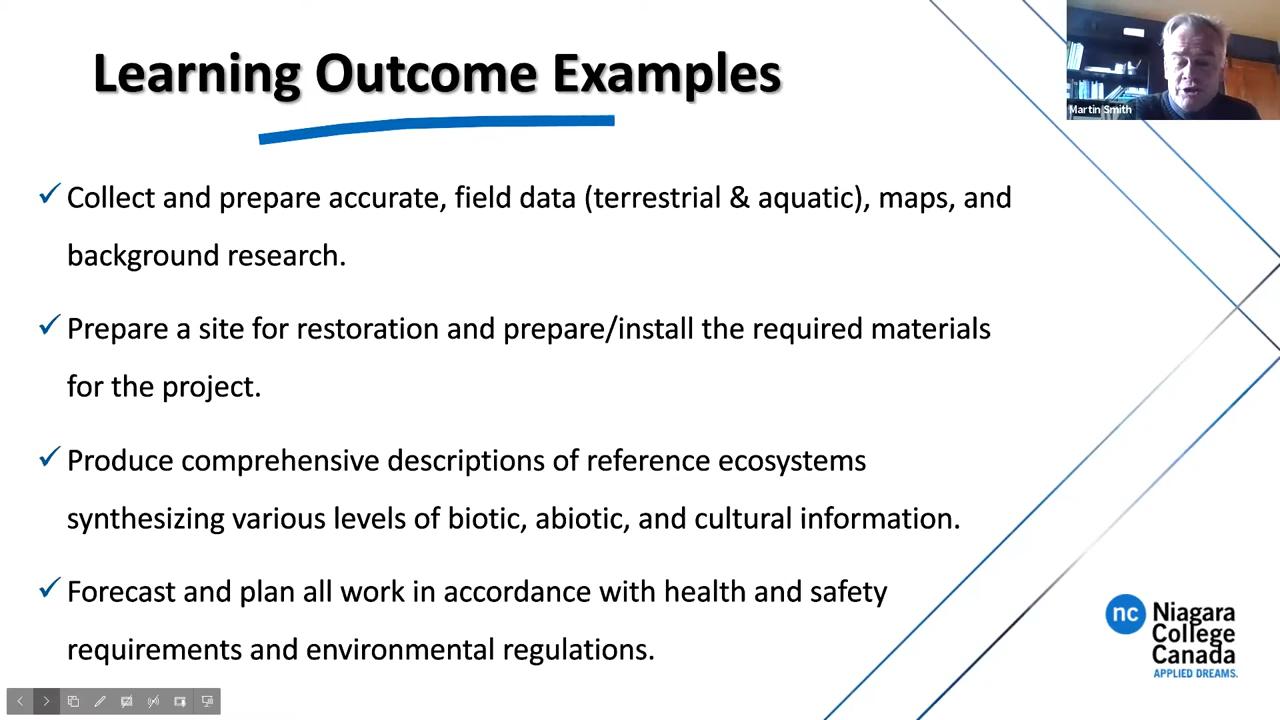 Learning Outcome Examples
Martin Smith
✓ Collect and prepare accurate, field data (terrestrial & aquatic), maps, and
background research.
✓ Prepare a site for restoration and prepare/install the required materials
for the project.
✓ Produce comprehensive descriptions of reference ecosystems
synthesizing various levels of biotic, abiotic, and cultural information.
✓ Forecast and plan all work in accordance with health and safety
requirements and environmental regulations.
nc
Niagara
College
Canada
APPLIED DREAMS.